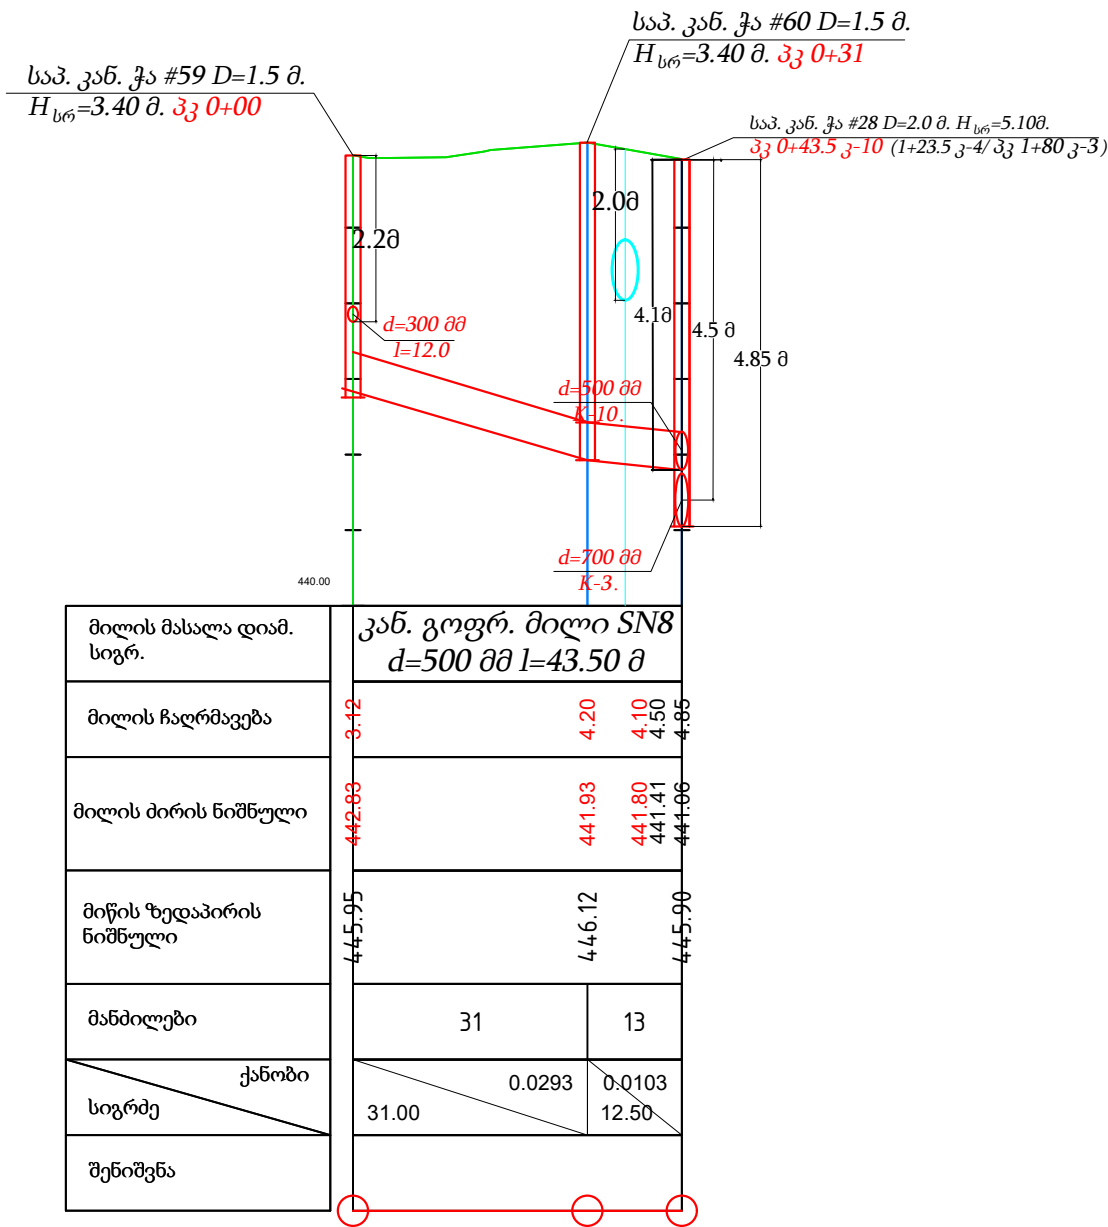 საპ. კან. ჭა #60 D=1.5 მ.
Hსრ=3.40 მ. პკ 0+31
საპ. კან. ჭა #59 D=1.5 მ.
Hსრ=3.40 მ. პკ 0+00
საპ. კან. ჭა #28 D=2.0 მ. Hსრ=5.10მ.
პკ 0+43.5 კ-10 (1+23.5 კ-4/ პკ 1+80 კ-3)
2.0მ
2.2მ
4.1მ
4.5 მ
d=300 მმ
l=12.0
4.85 მ
d=500 მმ
K-10.
d=700 მმ
K-3.
440.00
მილის მასალა დიამ.
სიგრ.
კან. გოფრ. მილი SN8
d=500 მმ l=43.50 მ
მილის ჩაღრმავება
3.12
4.20
4.10
4.50
4.85
მილის ძირის ნიშნული
442.83
441.93
441.80
441.41
441.06
მიწის ზედაპირის
ნიშნული
445.95
446.12
445.90
მანძილები
31
13
ქანობი
სიგრძე
0.0293
31.00
0.0103
12.50
შენიშვნა